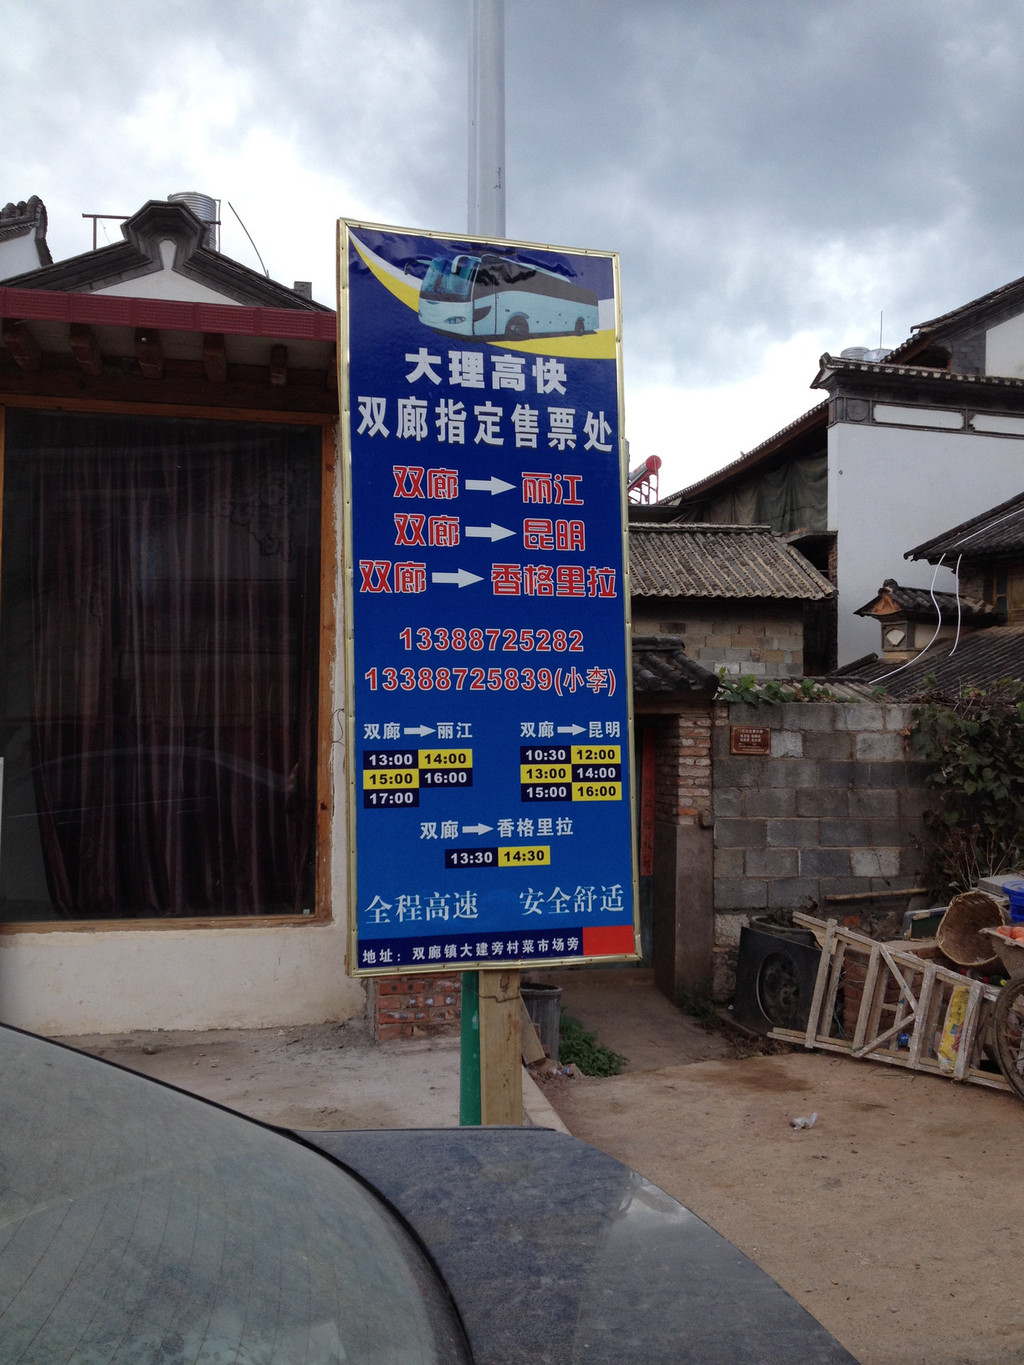 大理高快
双廊指定售票处
双廊→丽江
双廊→昆明
双廊→香格里拉
13388725282
13388725839(小李)
双廊→丽江
13:00 14:00
15:00 16:00
17:00
双廊→昆明
10:30 12:00
13:00 14:00
15:00 16:00
双廊→香格里拉
13:30 14:30
全程高速 安全舒适
地址：双廊镇大建旁村菜市场旁